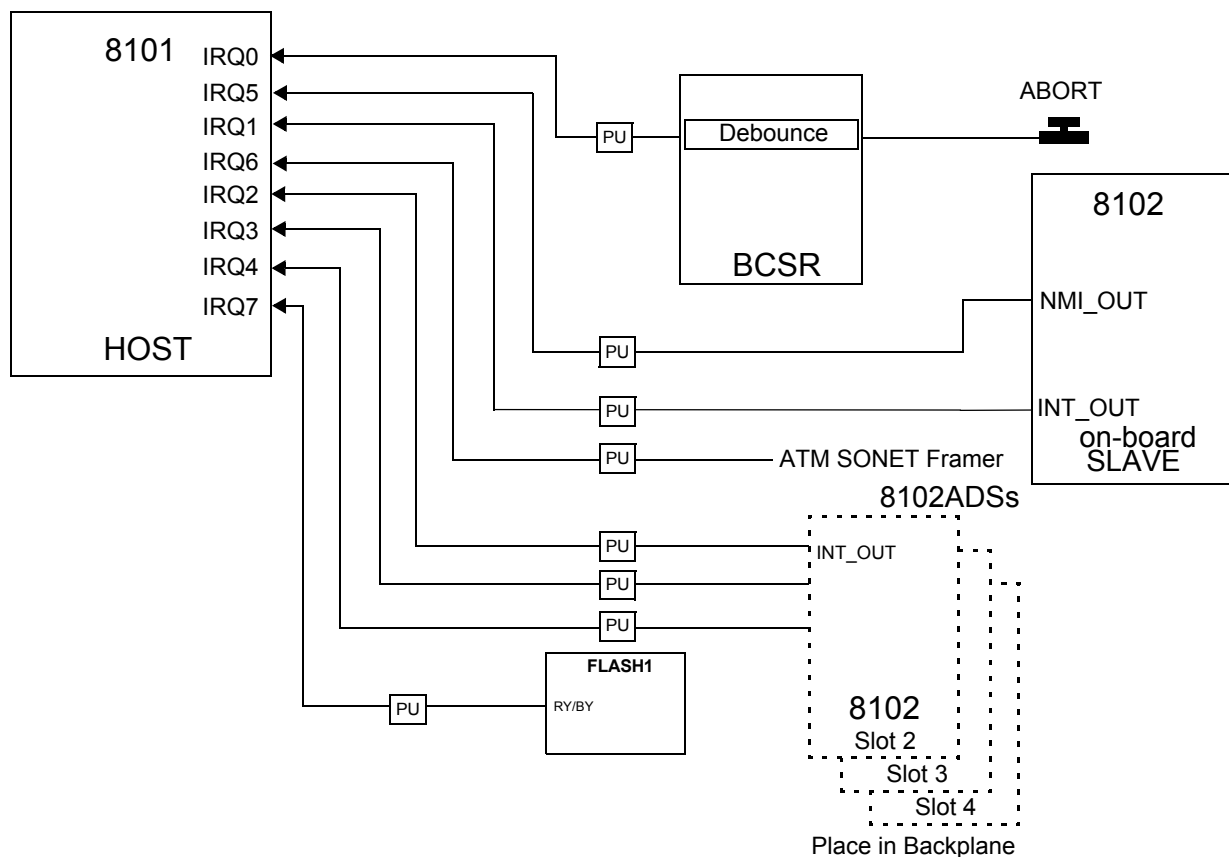 8101
IRQ0
IRQ5
IRQ1
IRQ6
IRQ2
IRQ3
IRQ4
IRQ7
HOST
PU
Debounce
BCSR
ABORT
8102
NMI_OUT
INT_OUT
on-board
SLAVE
PU
PU
PU
ATM SONET Framer
8102ADSs
PU
INT_OUT
PU
PU
FLASH1
RY/BY
PU
8102
Slot 2
Slot 3
Slot 4
Place in Backplane